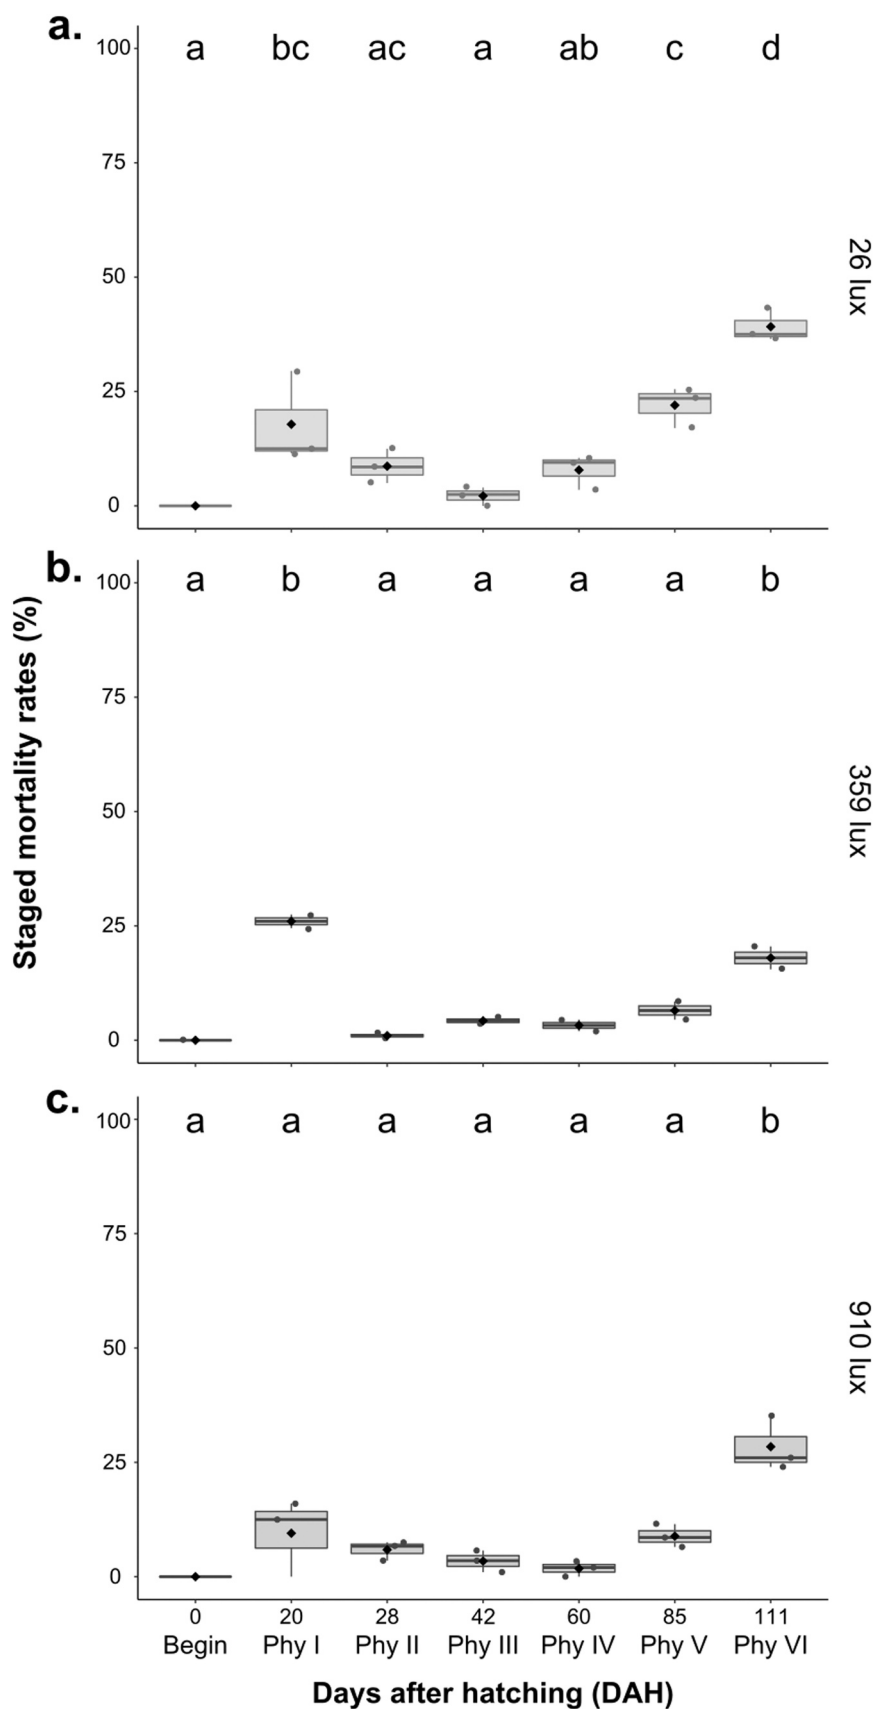 a.
a bc ac a ab c d
100
75
50
25
0
26 lux
b.
a b a a a a b
100
75
50
25
0
359 lux
Staged mortality rates (%)
c.
a a a a a a b
100
75
50
25
0
910 lux
0 20 28 42 60 85 111
Begin Phy I Phy II Phy III Phy IV Phy V Phy VI
Days after hatching (DAH)